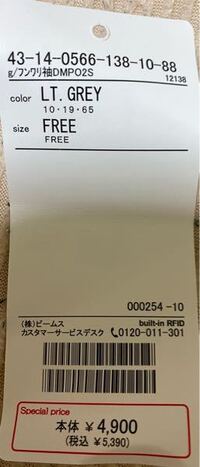 43-14-0566-138-10-88
g/フンワリ袖DMPO2S
12138
color LT. GREY
10・19・65
size FREE
FREE
000254 -10
(株)ビームス built-in RFID
カスタマーサービスデスク 0120-011-301
Special price
本体 ¥4,900
(税込 ¥5,390)